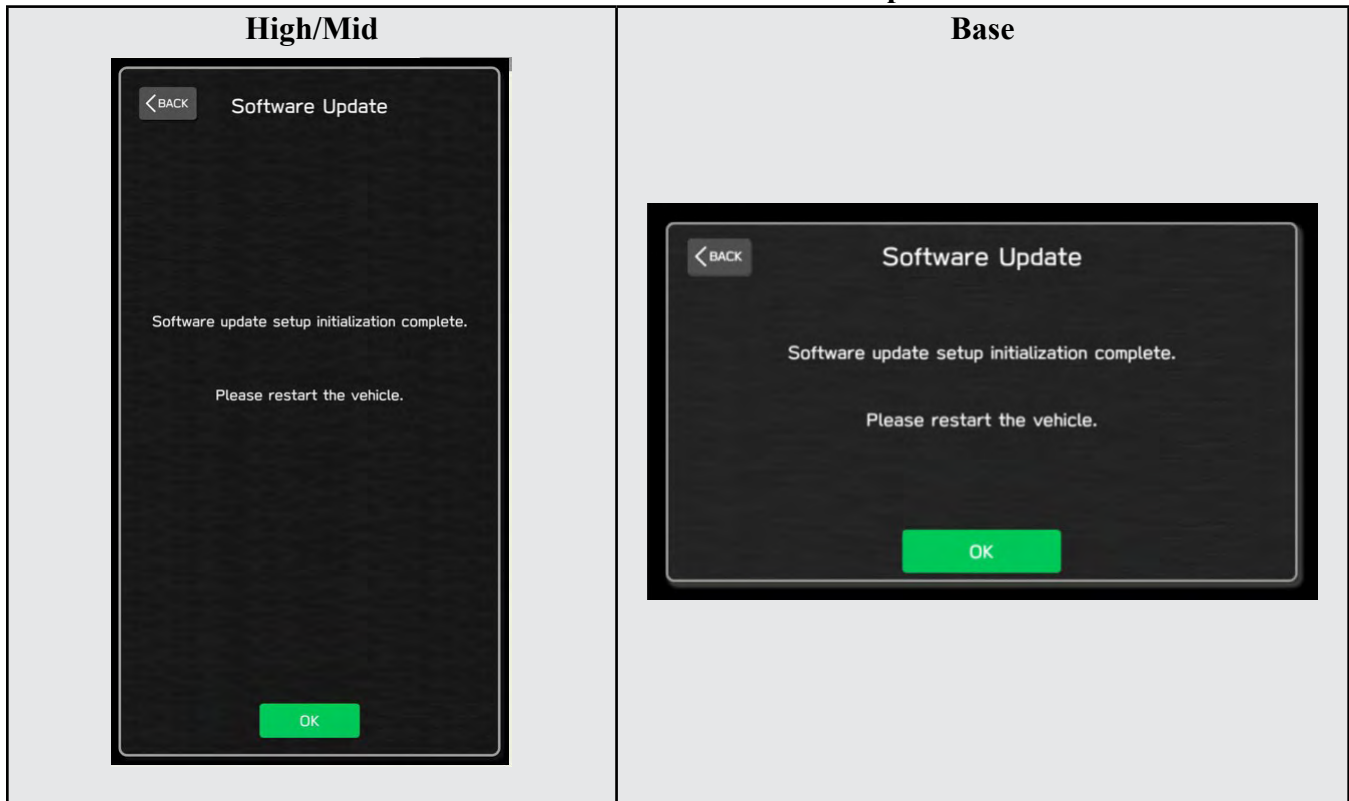 High/Mid
BACK
Software Update
Software update setup initialization complete.
Please restart the vehicle.
OK
Base
BACK
Software Update
Software update setup initialization complete.
Please restart the vehicle.
OK